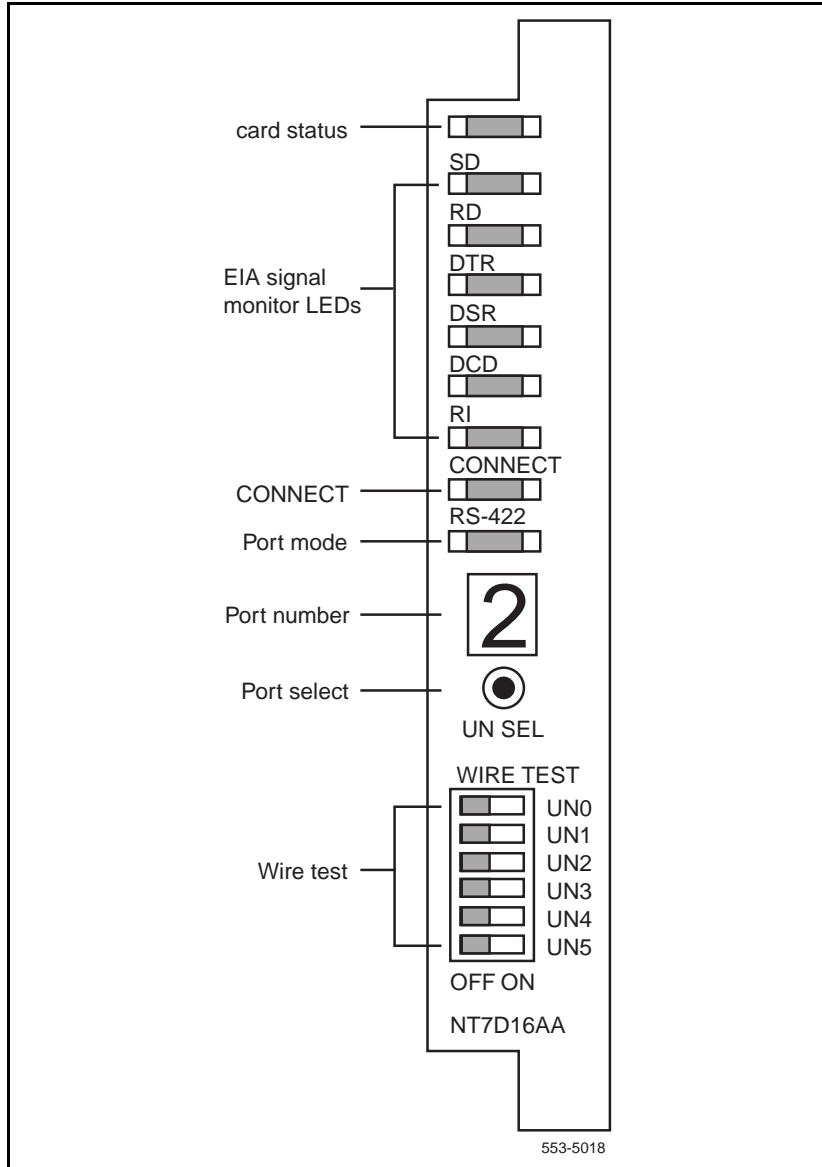 card status
SD
RD
DTR
EIA signal
monitor LEDs
DSR
DCD
RI
CONNECT
CONNECT
RS-422
Port mode
Port number
2
Port select
UN SEL
WIRE TEST
UN0
UN1
UN2
Wire test
UN3
UN4
UN5
OFF ON
NT7D16AA
553-5018